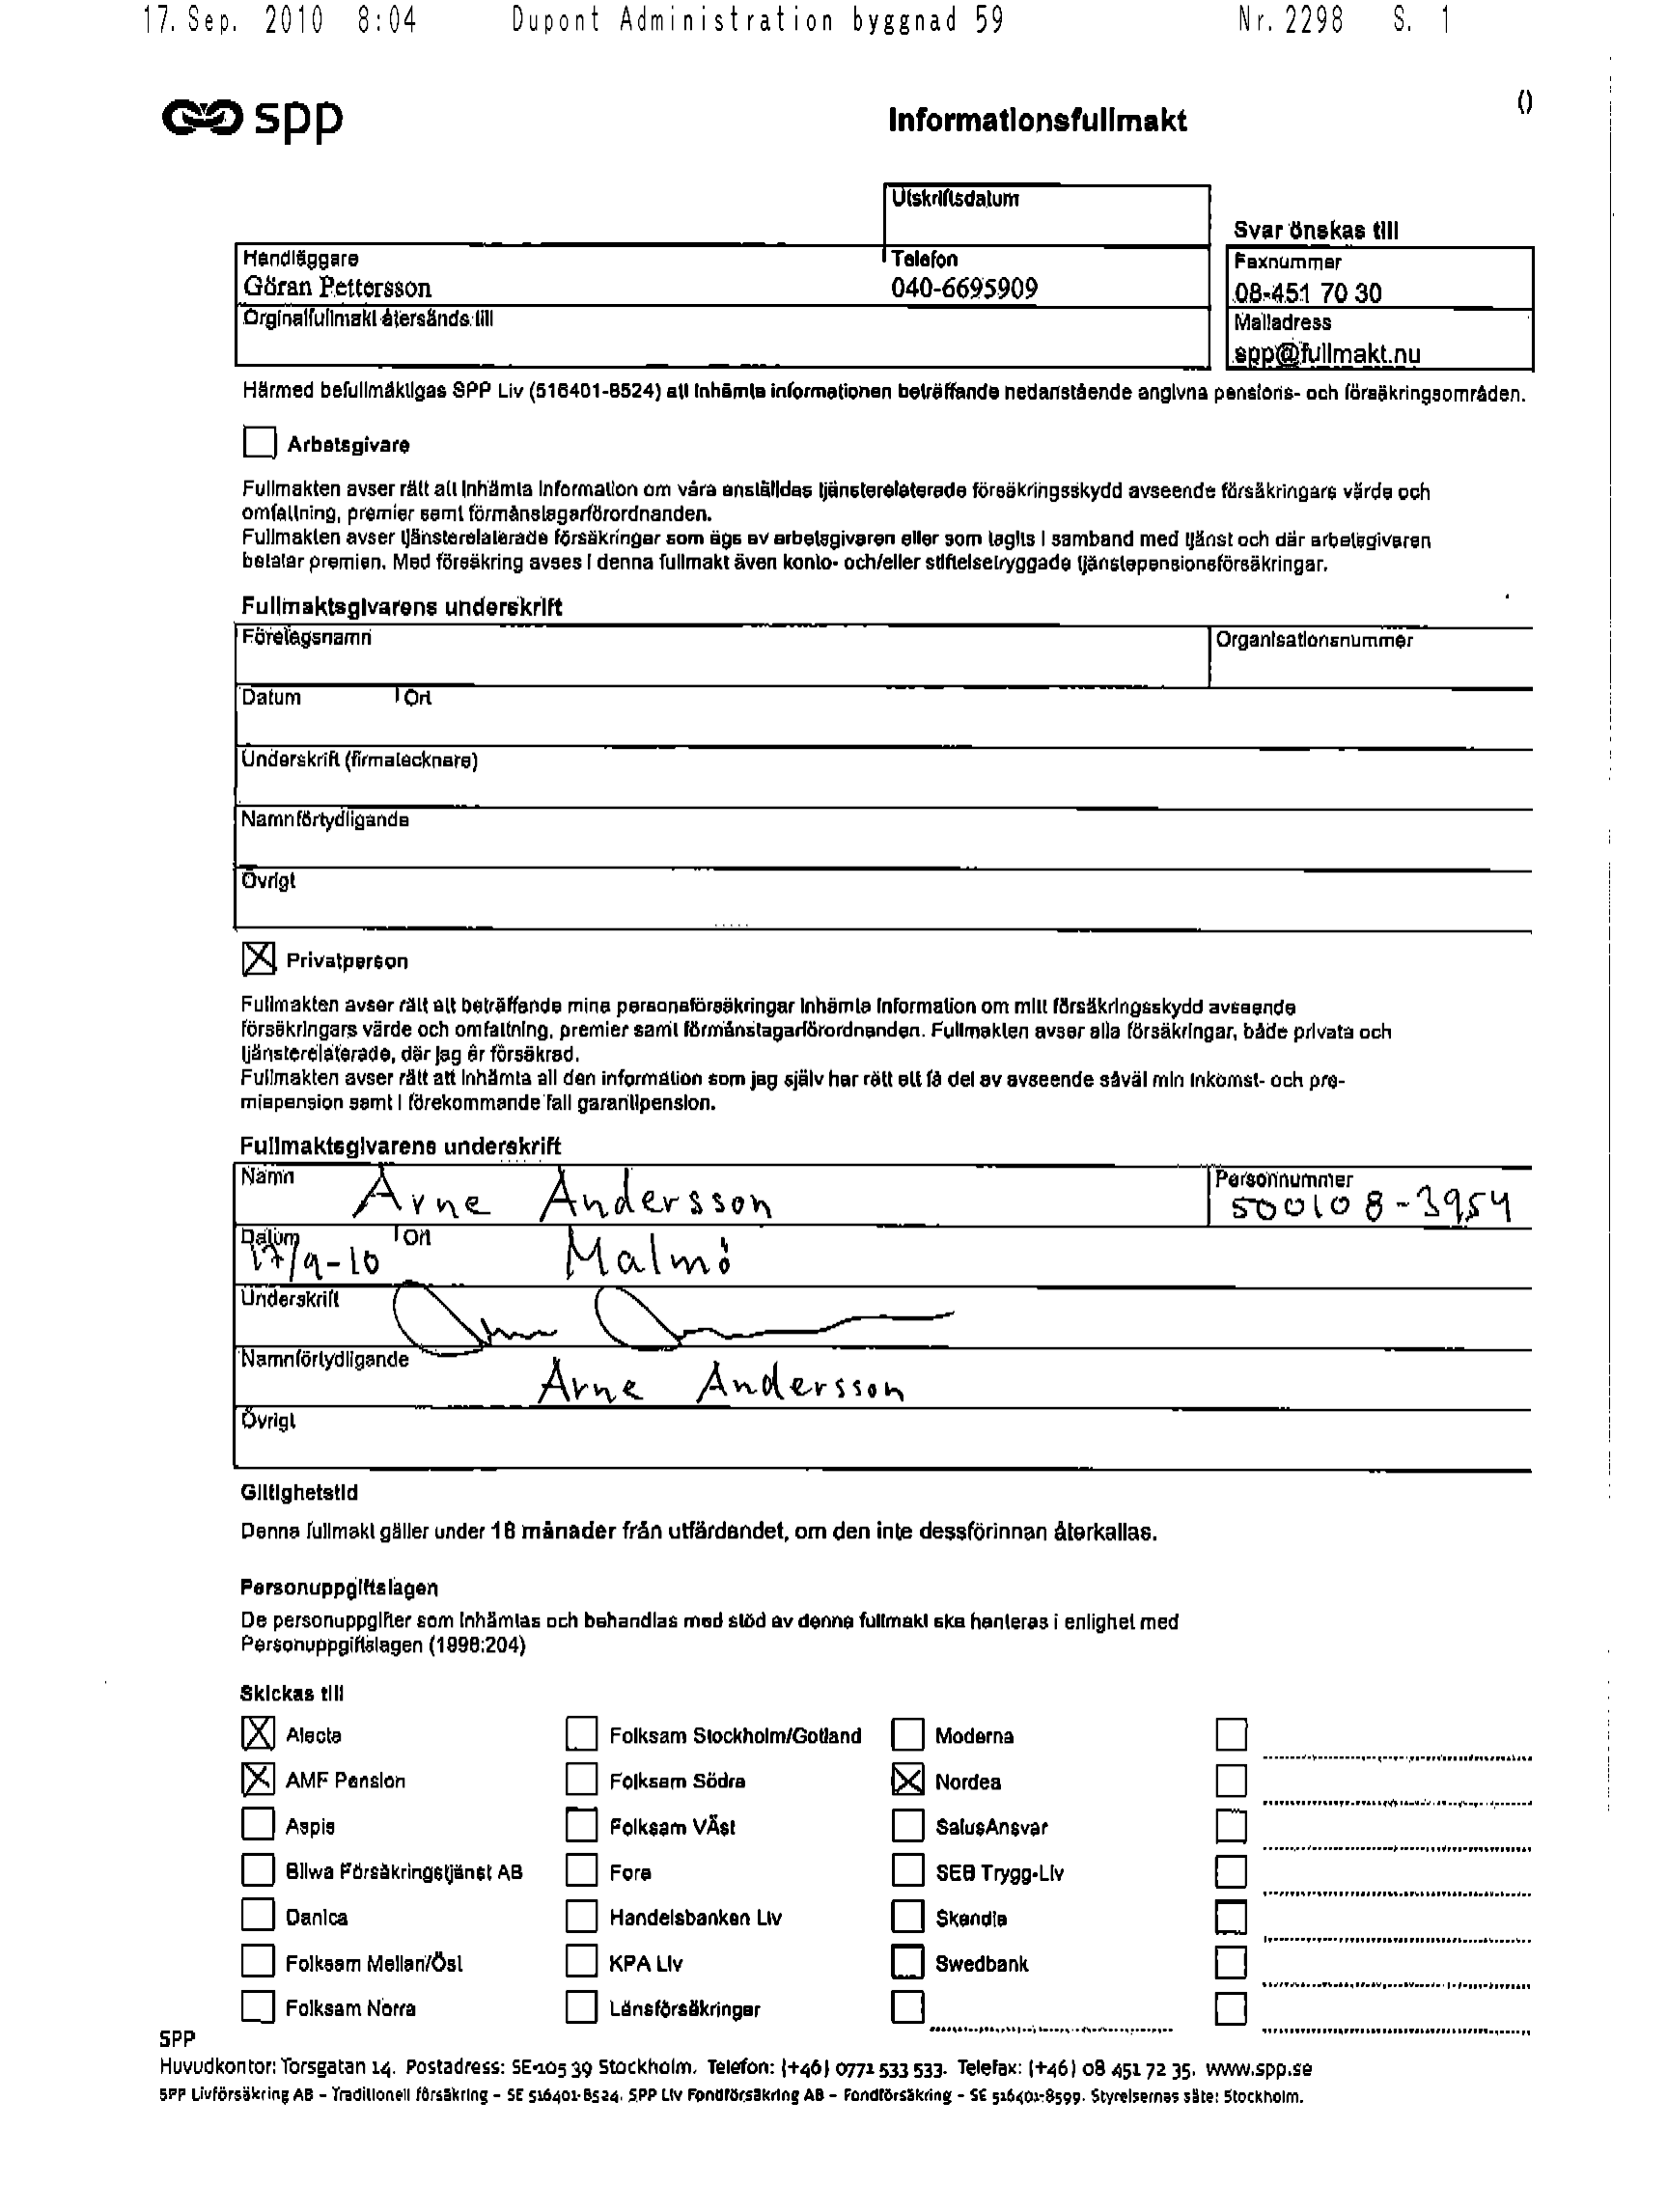 17. Sep. 2010 8:04 Dupont Administration byggnad 59 Nr. 2298 S. 1
spp
Informationsfullmakt
()
Utskriftsdatum
Svar önskas till
Handläggare
Göran Pettersson
Telefon
040-6695909
Faxnummer
08-451 70 30
Orginalfullmakt återsänds till
Mailadress
spp@fullmakt.nu
Härmed befullmäktigas SPP Liv (516401-8524) att inhämta informationen beträffande nedanstående angivna pensions- och försäkringsområden.
Arbetsgivare
Fullmakten avser rätt att inhämta information om våra anställdas tjänsterelaterade försäkringsskydd avseende försäkringars värde och
omfattning, premier samt förmånstagarförordnanden.
Fullmakten avser tjänsterelaterade försäkringar som ägs av arbetsgivaren eller som tagits i samband med tjänst och där arbetsgivaren
betalar premien. Med försäkring avses i denna fullmakt även konto- och/eller stiftelsetryggade tjänstepensionsförsäkringar.
Fullmaktsgivarens underskrift
Företagsnamn
Organisationsnummer
Datum Ort
Underskrift (firmatecknare)
Namnförtydligande
Övrigt
Privatperson
Fullmakten avser rätt att beträffande mina personsförsäkringar inhämta information om mitt försäkringsskydd avseende
försäkringars värde och omfattning, premier samt förmånstagarförordnanden. Fullmakten avser alla försäkringar, både privata och
tjänsterelaterade, där jag är försäkrad.
Fullmakten avser rätt att inhämta all den information som jag själv har rätt att få del av avseende såväl min inkomst- och pre-
miepension samt i förekommande fall garantipension.
Fullmaktsgivarens underskrift
Namn Arne Andersson
Personnummer
500108-3954
Datum Ort
17/9-10 Malmö
Underskrift
Namnförtydligande
Arne Andersson
Övrigt
Giltighetstid
Denna fullmakt gäller under 18 månader från utfärdandet, om den inte dessförinnan återkallas.
Personuppgiftslagen
De personuppgifter som inhämtas och behandlas med stöd av denna fullmakt ska hanteras i enlighet med
Personuppgiftslagen (1998:204)
Skickas till
Alecta Folksam Stockholm/Gotland Moderna
AMF Pension Folksam Södra Nordea
Aspis Folksam VÄst SalusAnsvar
Bliwa Försäkringstjänst AB Fora SEB Trygg-Liv
Danica Handelsbanken Liv Skandia
Folksam Mellan/Öst KPA Liv Swedbank
Folksam Norra Länsförsäkringar
SPP
Huvudkontor: Torsgatan 14. Postadress: SE-105 39 Stockholm. Telefon: (+46) 0771 533 533. Telefax: (+46) 08 451 72 35. www.spp.se
SPP Livförsäkring AB – Traditionell försäkring – SE 516401-8524. SPP Liv Fondförsäkring AB – Fondförsäkring – SE 516401-8599. Styrelsernas säte: Stockholm.